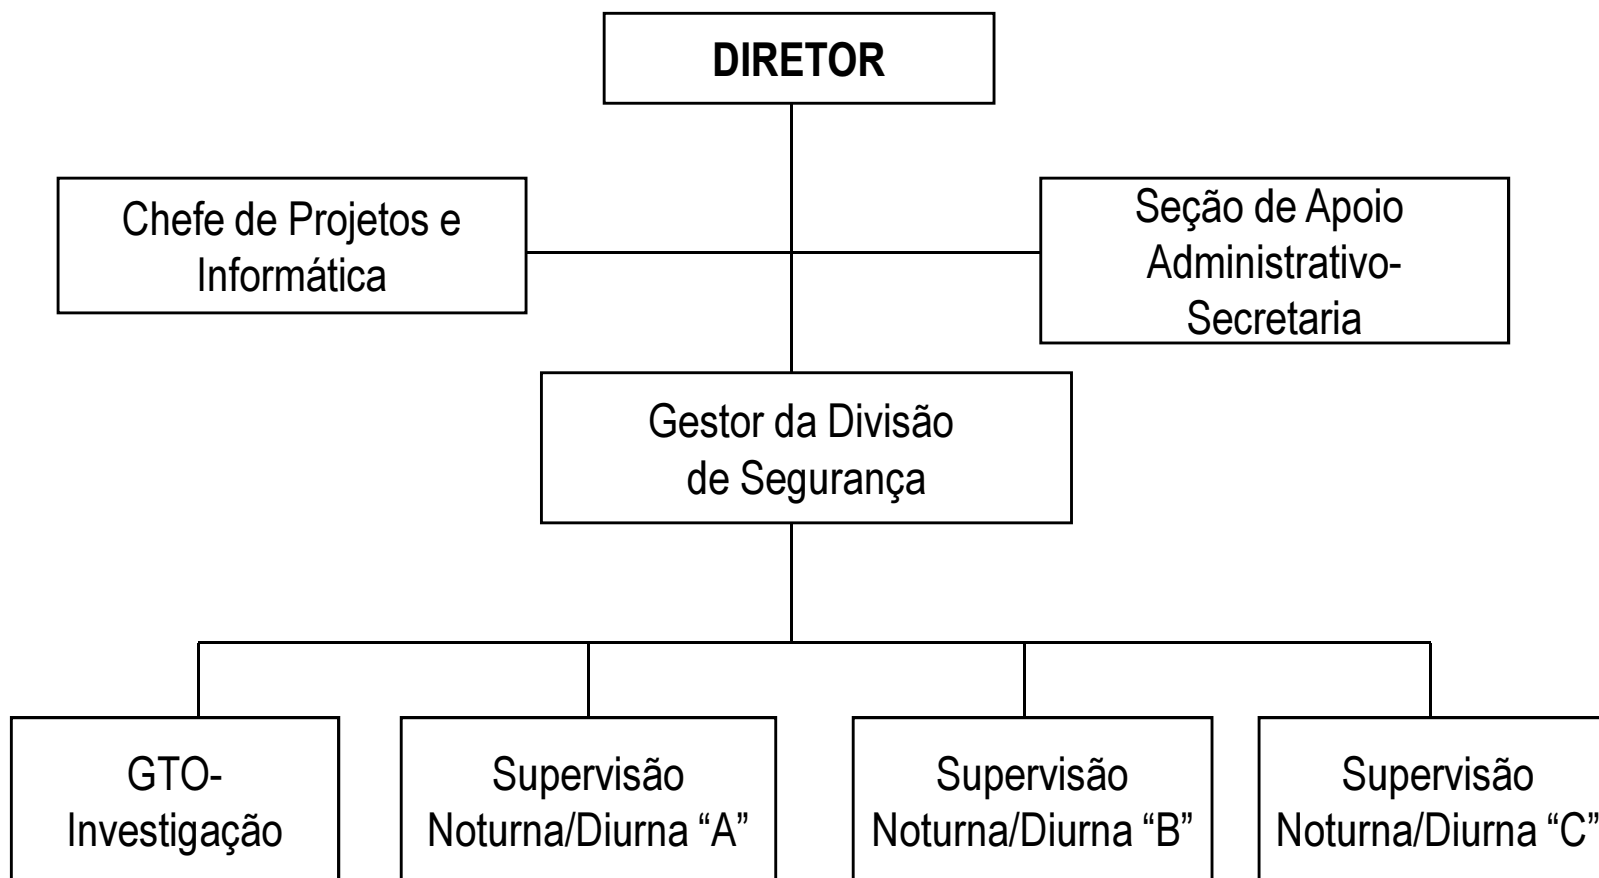 DIRETOR
Chefe de Projetos e
Informática
Seção de Apoio
Administrativo-
Secretaria
Gestor da Divisão
de Segurança
GTO-
Investigação
Supervisão
Noturna/Diurna “A”
Supervisão
Noturna/Diurna “B”
Supervisão
Noturna/Diurna “C”